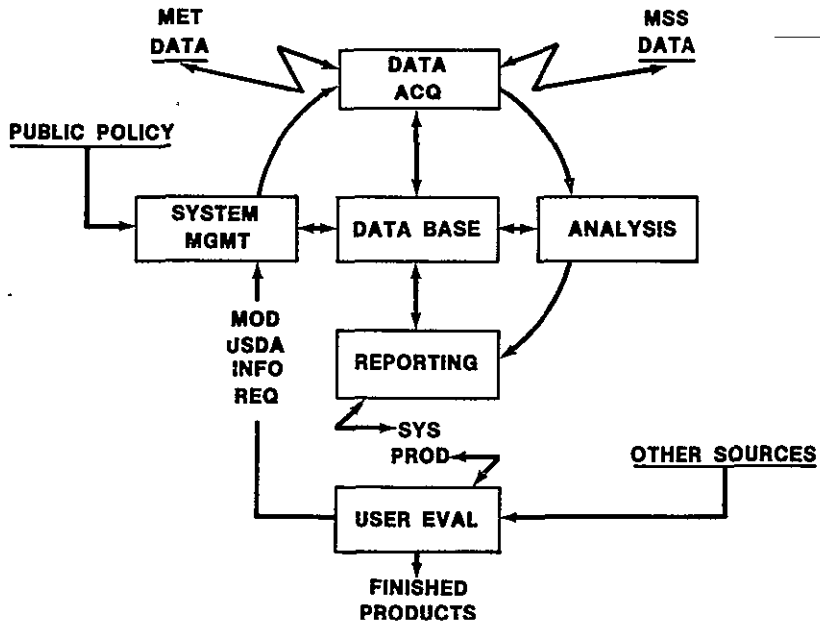 MET
DATA
MSS
DATA
DATA
ACQ
PUBLIC POLICY
SYSTEM
MGMT
DATA BASE
ANALYSIS
MOD
USDA
INFO
REQ
REPORTING
SYS
PROD
OTHER SOURCES
USER EVAL
FINISHED
PRODUCTS